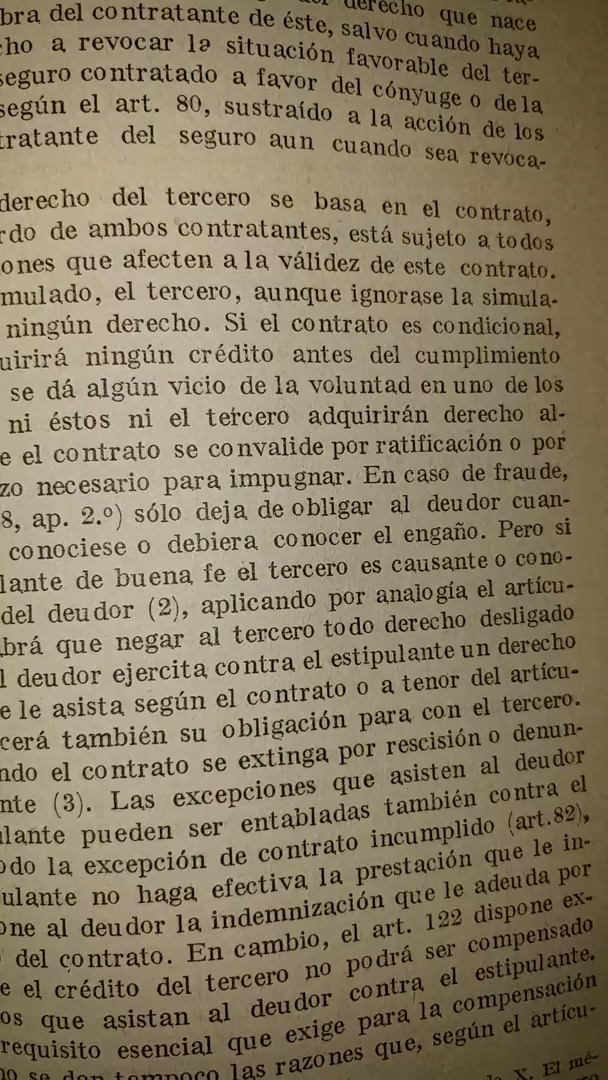 derecho que nace
bra del contratante de éste, salvo cuando haya
cho a revocar la situación favorable del ter-
seguro contratado a favor del cónyuge o de la
según el art. 80, sustraído a la acción de los
tratante del seguro aun cuando sea revoca-
derecho del tercero se basa en el contrato,
rdo de ambos contratantes, está sujeto a todos
ones que afecten a la válidez de este contrato.
mulado, el tercero, aunque ignorase la simula-
ningún derecho. Si el contrato es condicional,
uirirá ningún crédito antes del cumplimiento
se dá algún vicio de la voluntad en uno de los
ni éstos ni el tercero adquirirán derecho al-
e el contrato se convalide por ratificación o por
zo necesario para impugnar. En caso de fraude,
8, ap. 2.º) sólo deja de obligar al deudor cuan-
conociese o debiera conocer el engaño. Pero si
lante de buena fe el tercero es causante o cono-
del deudor (2), aplicando por analogía el artícu-
brá que negar al tercero todo derecho desligado
l deudor ejercita contra el estipulante un derecho
e le asista según el contrato o a tenor del artícu-
cerá también su obligación para con el tercero.
ndo el contrato se extinga por rescisión o denun-
nte (3). Las excepciones que asisten al deudor
ulante pueden ser entabladas también contra el
odo la excepción de contrato incumplido (art.82),
ulante no haga efectiva la prestación que le in-
one al deudor la indemnización que le adeuda por
del contrato. En cambio, el art. 122 dispone ex-
e el crédito del tercero no podrá ser compensado
os que asistan al deudor contra el estipulante.
requisito esencial que exige para la compensación
no se dan tampoco las razones que, según el artícu-
X. El mé-